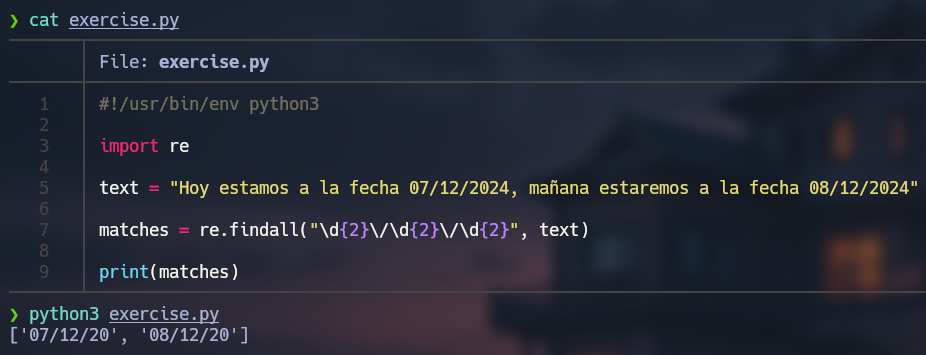 ❯ cat exercise.py
File: exercise.py
1 #!/usr/bin/env python3
2
3 import re
4
5 text = "Hoy estamos a la fecha 07/12/2024, mañana estaremos a la fecha 08/12/2024"
6
7 matches = re.findall("\d{2}\/\d{2}\/\d{2}", text)
8
9 print(matches)
❯ python3 exercise.py
['07/12/20', '08/12/20']